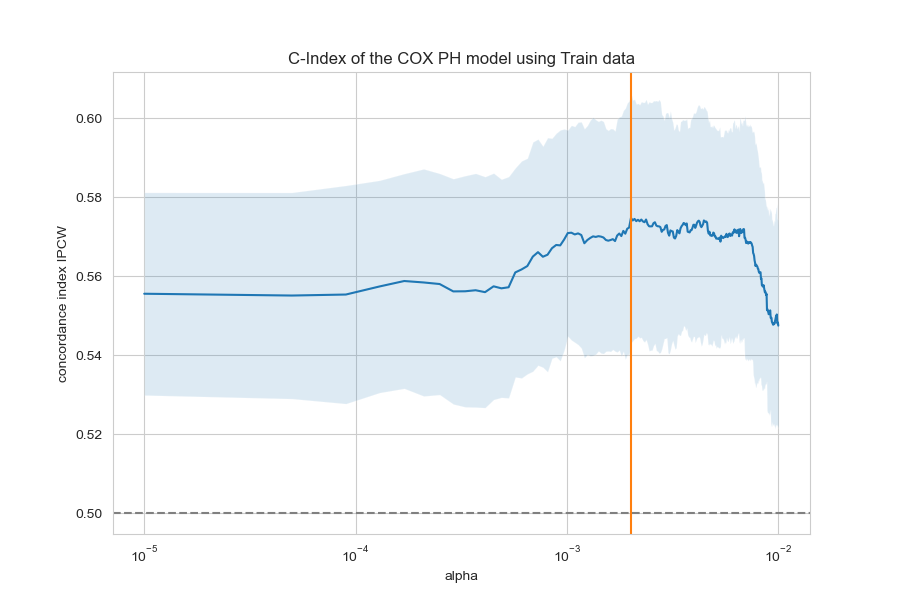 C-Index of the COX PH model using Train data
concordance index IPCW
0.60
0.58
0.56
0.54
0.52
0.50
10⁻⁵ 10⁻⁴ 10⁻³ 10⁻²
alpha